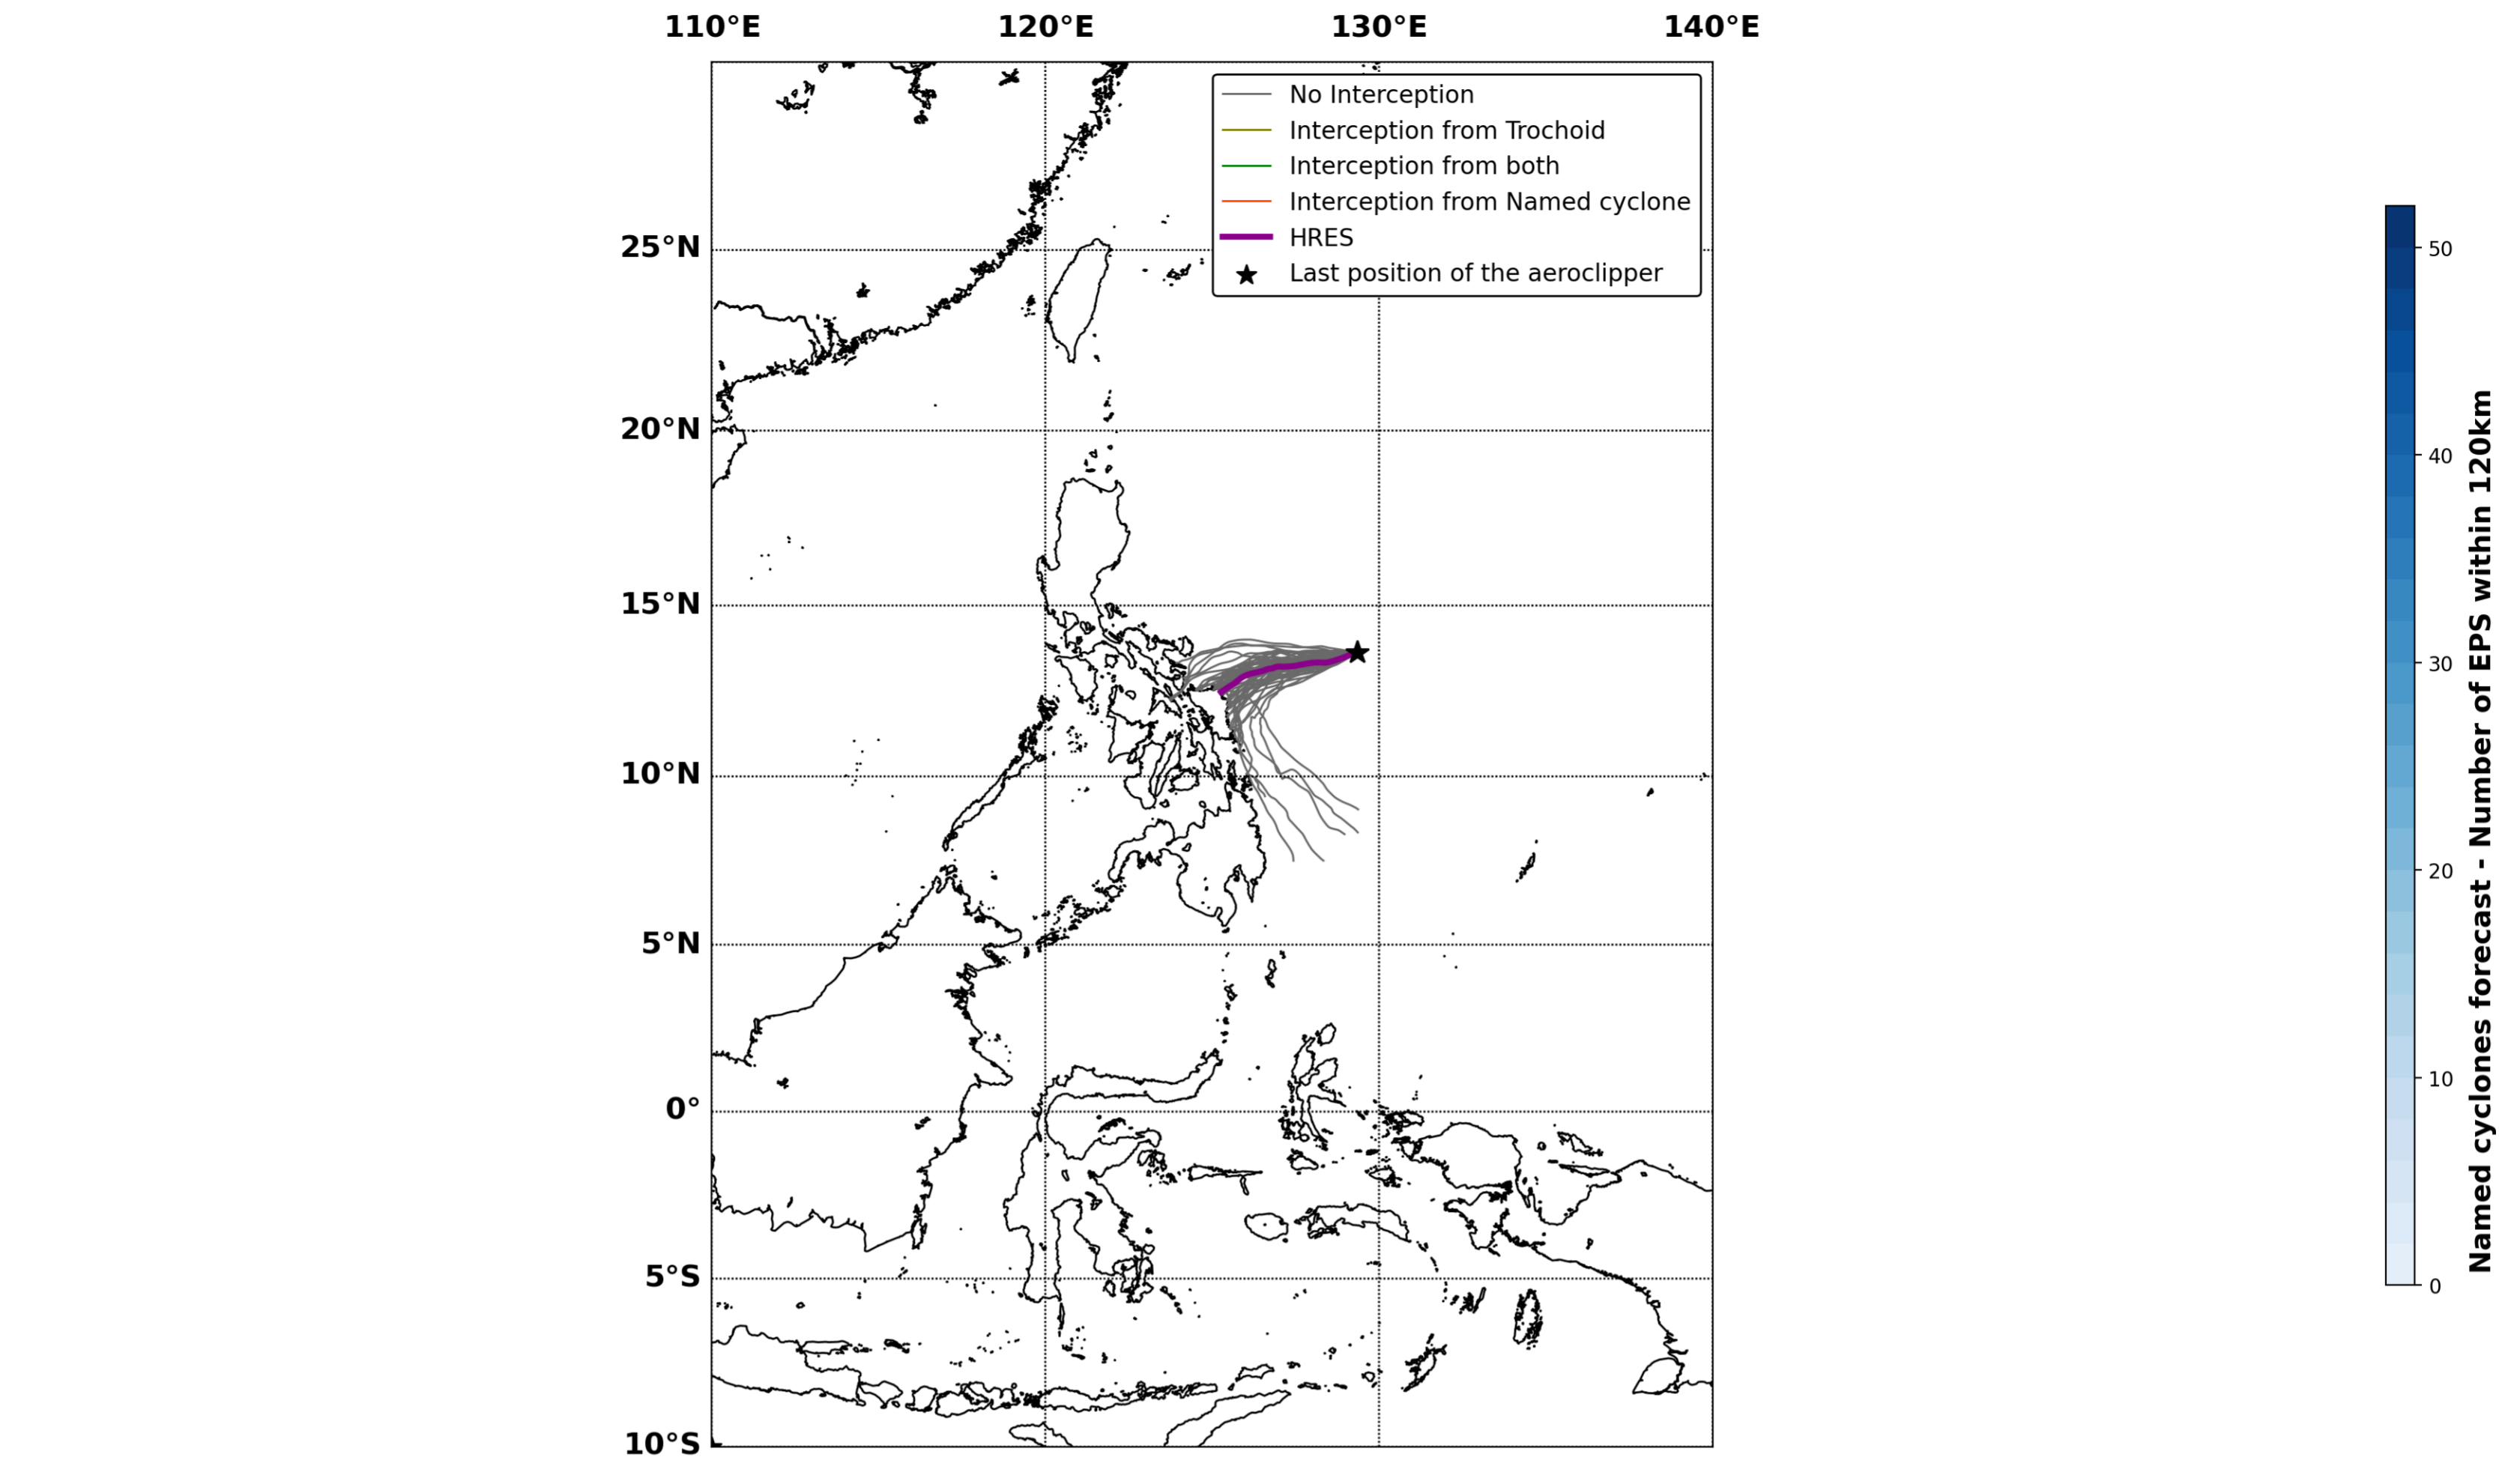 110°E 120°E 130°E 140°E
No Interception
Interception from Trochoid
Interception from both
Interception from Named cyclone
HRES
Last position of the aeroclipper
25°N
20°N
15°N
10°N
5°N
0°
5°S
10°S
50
40
30
20
10
0
Named cyclones forecast - Number of EPS within 120km